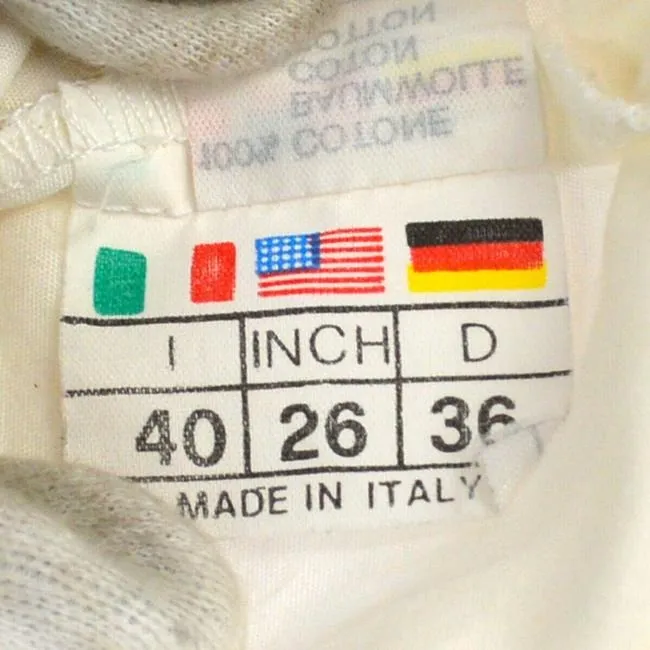 100% COTONE
BAUMWOLLE
COTON
COTTON
I INCH D
40 26 36
MADE IN ITALY